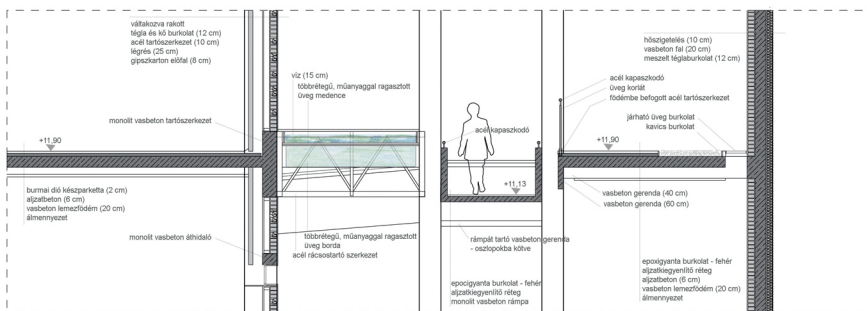 váltakozva rakott
tégla és kő burkolat (12 cm)
acél tartószerkezet (10 cm)
légrés (25 cm)
gipszkarton előfal (8 cm)
hőszigetelés (10 cm)
vasbeton fal (20 cm)
meszelt téglaburkolat (12 cm)
víz (15 cm)
többrétegű, műanyaggal ragasztott
üveg medence
acél kapaszkodó
üveg korlát
födémbe befogott acél tartószerkezet
monolit vasbeton tartószerkezet
járható üveg burkolat
kavics burkolat
acél kapaszkodó
+11,90
+11,90
+11,13
burmai dió készparketta (2 cm)
aljzatbeton (6 cm)
vasbeton lemezfödém (20 cm)
álmennyezet
vasbeton gerenda (40 cm)
vasbeton gerenda (60 cm)
monolit vasbeton áthidaló
többrétegű, műanyaggal ragasztott
üveg borda
acél rácsostartó szerkezet
rámpát tartó vasbeton gerenda
- oszlopokba kötve
epocigyanta burkolat - fehér
aljzatkiegyenlítő réteg
monolit vasbeton rámpa
epoxigyanta burkolat - fehér
aljzatkiegyenlítő réteg
aljzatbeton (6 cm)
vasbeton lemezfödém (20 cm)
álmennyezet